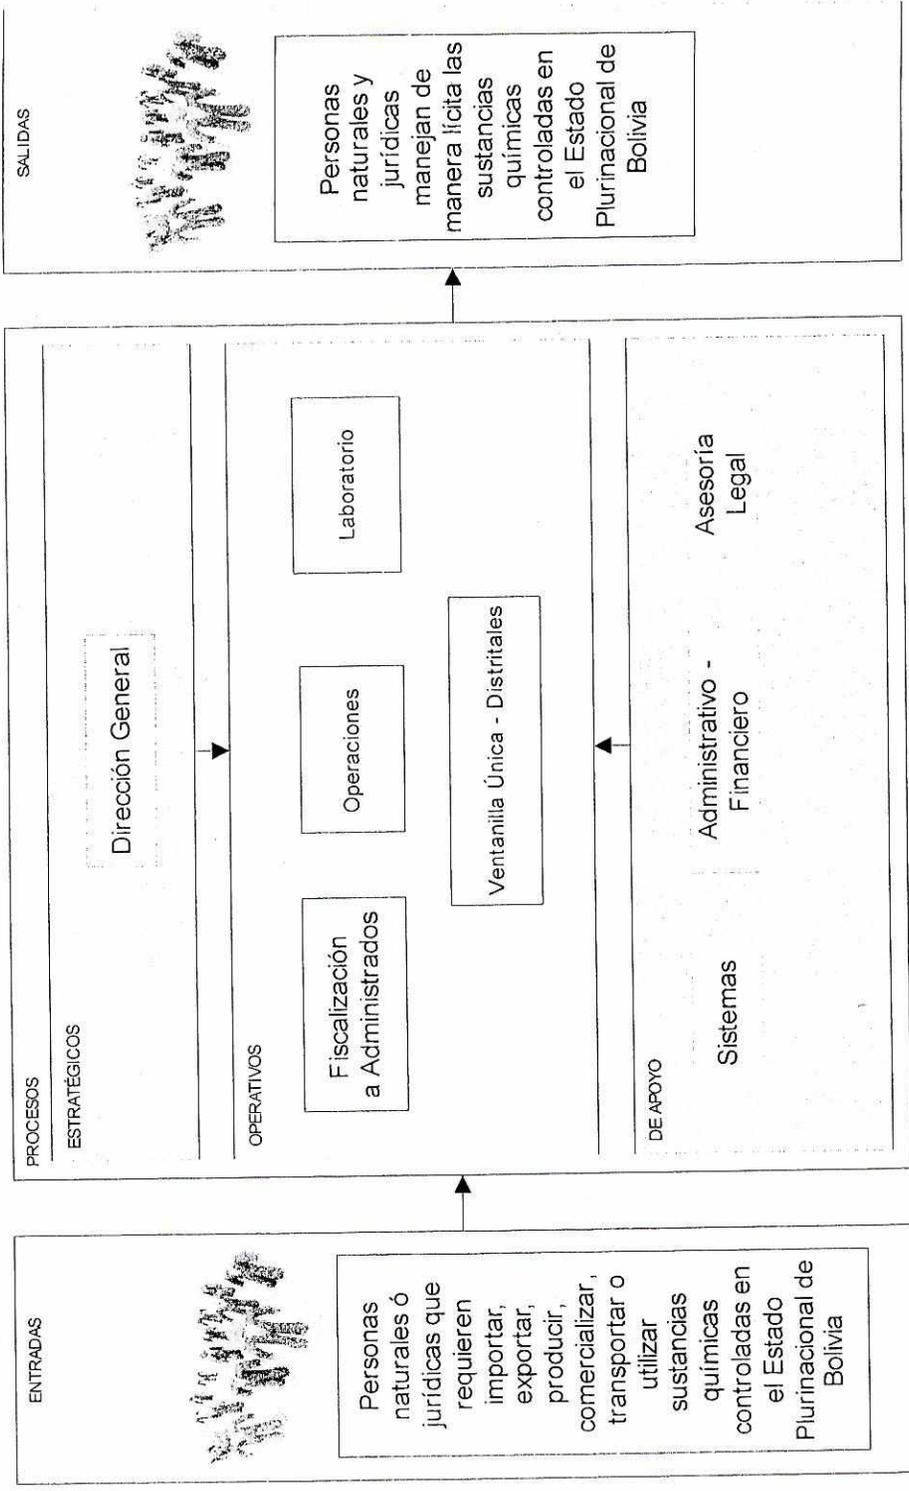 ENTRADAS
Personas
naturales ó
jurídicas que
requieren
importar,
exportar,
producir,
comercializar,
transportar o
utilizar
sustancias
químicas
controladas en
el Estado
Plurinacional de
Bolivia
PROCESOS
ESTRATÉGICOS
Dirección General
OPERATIVOS
Fiscalización
a Administrados
Operaciones
Laboratorio
Ventanilla Única - Distritales
DE APOYO
Sistemas
Administrativo -
Financiero
Asesoría
Legal
SALIDAS
Personas
naturales y
jurídicas
manejan de
manera lícita las
sustancias
químicas
controladas en
el Estado
Plurinacional de
Bolivia